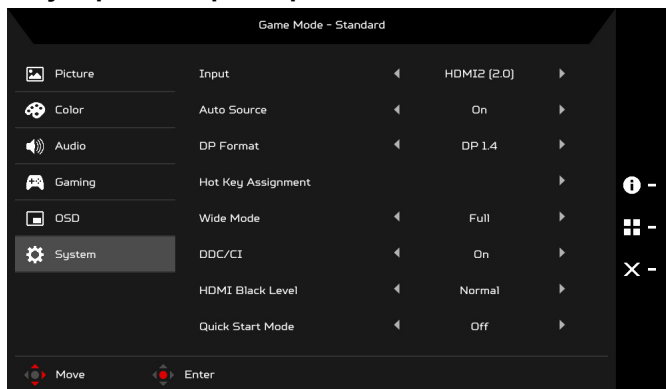 Game Mode - Standard
Picture Input HDMI2 (2.0)
Color Auto Source On
Audio DP Format DP 1.4
Gaming Hot Key Assignment
OSD Wide Mode Full
System DDC/CI On
HDMI Black Level Normal
Quick Start Mode Off
Move Enter